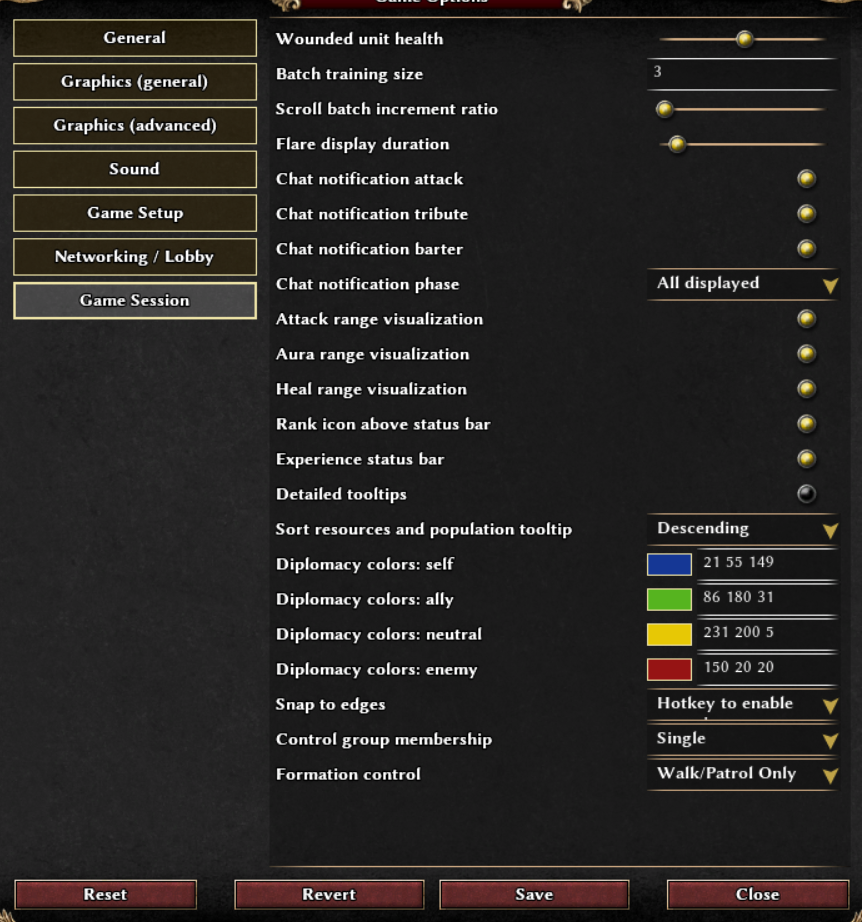 Game Options
General
Graphics (general)
Graphics (advanced)
Sound
Game Setup
Networking / Lobby
Game Session
Wounded unit health
Batch training size 3
Scroll batch increment ratio
Flare display duration
Chat notification attack
Chat notification tribute
Chat notification barter
Chat notification phase All displayed
Attack range visualization
Aura range visualization
Heal range visualization
Rank icon above status bar
Experience status bar
Detailed tooltips
Sort resources and population tooltip Descending
Diplomacy colors: self 21 55 149
Diplomacy colors: ally 86 180 31
Diplomacy colors: neutral 231 200 5
Diplomacy colors: enemy 150 20 20
Snap to edges Hotkey to enable
Control group membership Single
Formation control Walk/Patrol Only
Reset Revert Save Close